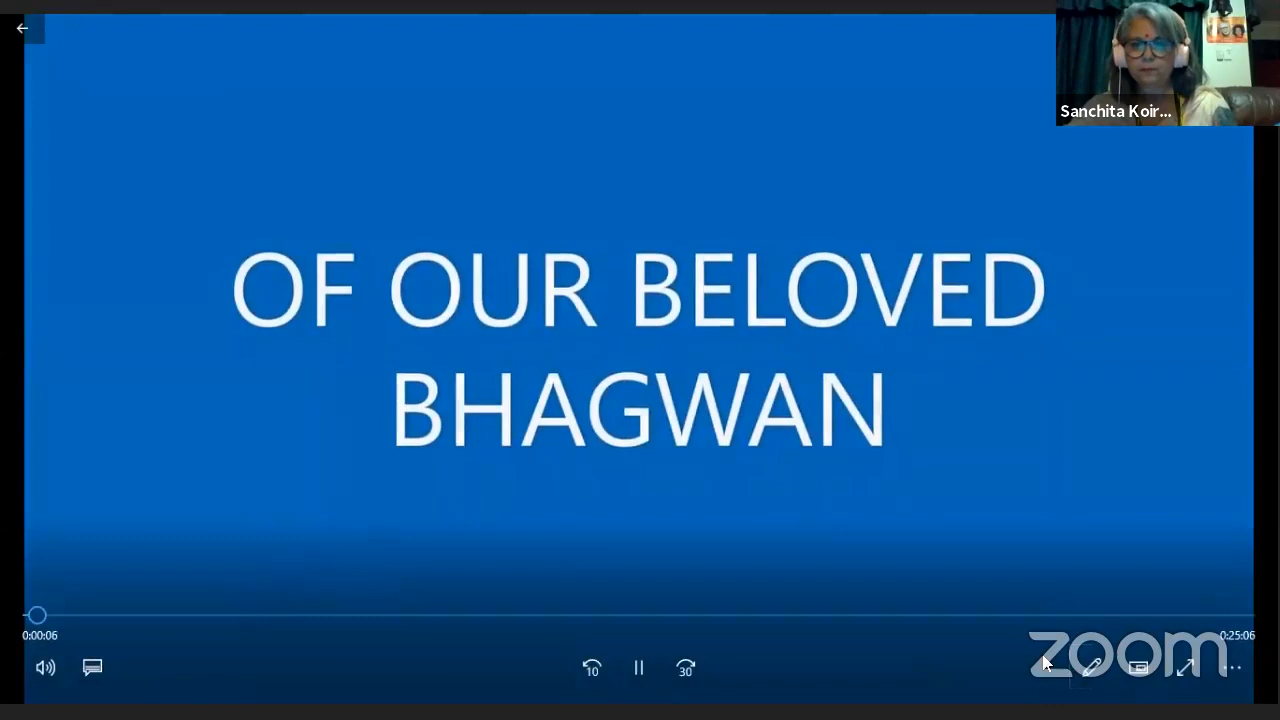 Sanchita Koir...
OF OUR BELOVED
BHAGWAN
0:00:06
0:25:06
10
30
zoom